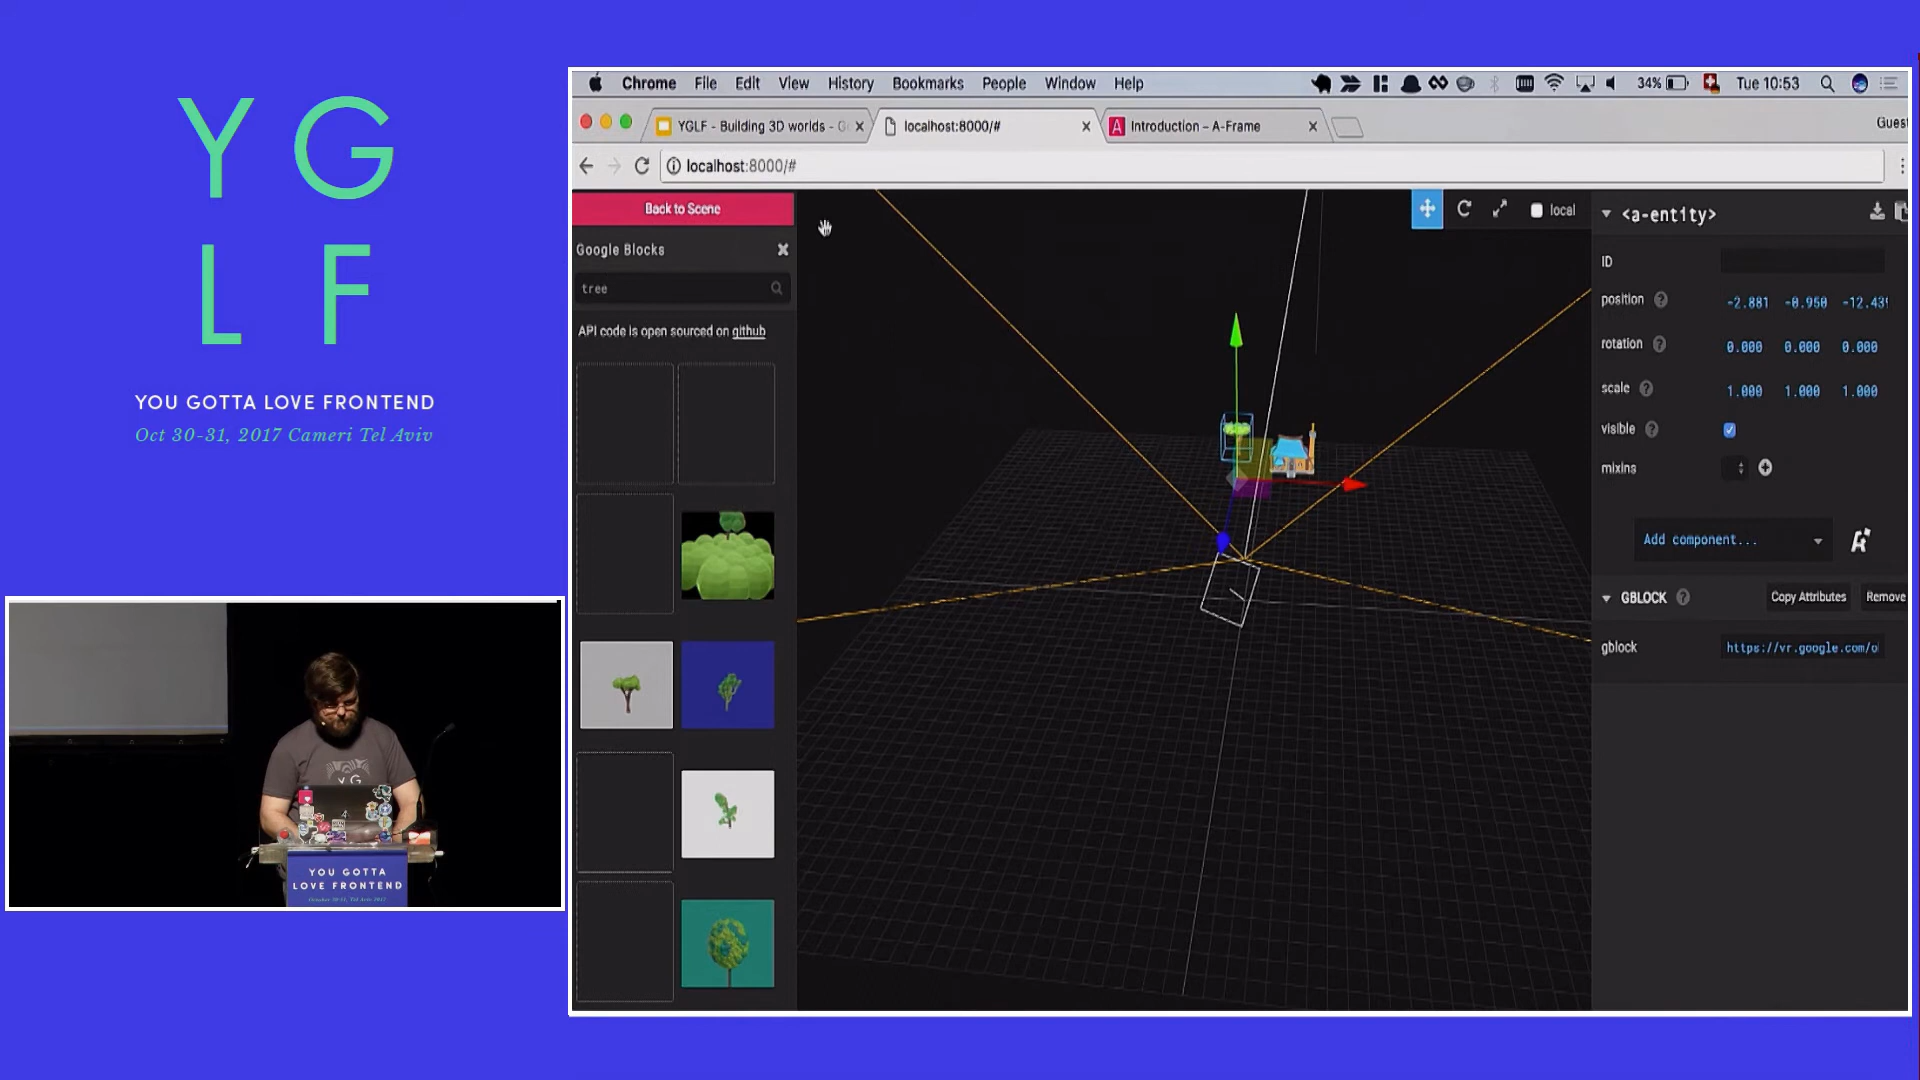 Y G
L F
YOU GOTTA LOVE FRONTEND
Oct 30-31, 2017 Cameri Tel Aviv
Chrome File Edit View History Bookmarks People Window Help
34% Tue 10:53
YGLF - Building 3D worlds - G
localhost:8000/#
Introduction – A-Frame
Gues
localhost:8000/#
Back to Scene
Google Blocks
tree
API code is open sourced on github
local
<a-entity>
ID
position -2.881 -0.950 -12.43
rotation 0.000 0.000 0.000
scale 1.000 1.000 1.000
visible
mixins
Add component...
GBLOCK Copy Attributes Remove
gblock https://vr.google.com/o
Y G
YOU GOTTA
LOVE FRONTEND